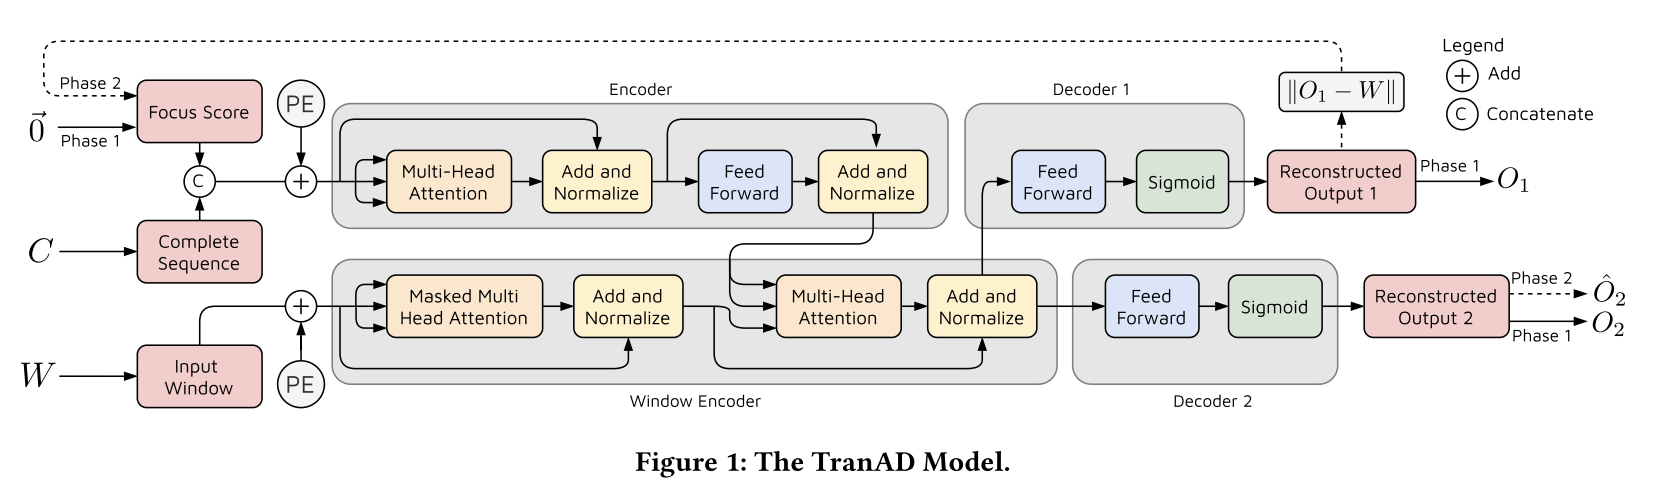 Phase 2
Focus Score
0⃗
Phase 1
C
PE
+
Encoder
Multi-Head
Attention
Add and
Normalize
Feed
Forward
Add and
Normalize
Decoder 1
Feed
Forward
Sigmoid
‖O₁ − W‖
Reconstructed
Output 1
Phase 1
O₁
Legend
+ Add
C Concatenate
C
Complete
Sequence
W
Input
Window
+
PE
Masked Multi
Head Attention
Add and
Normalize
Multi-Head
Attention
Add and
Normalize
Window Encoder
Feed
Forward
Sigmoid
Decoder 2
Reconstructed
Output 2
Phase 2
Ô₂
Phase 1
O₂
Figure 1: The TranAD Model.